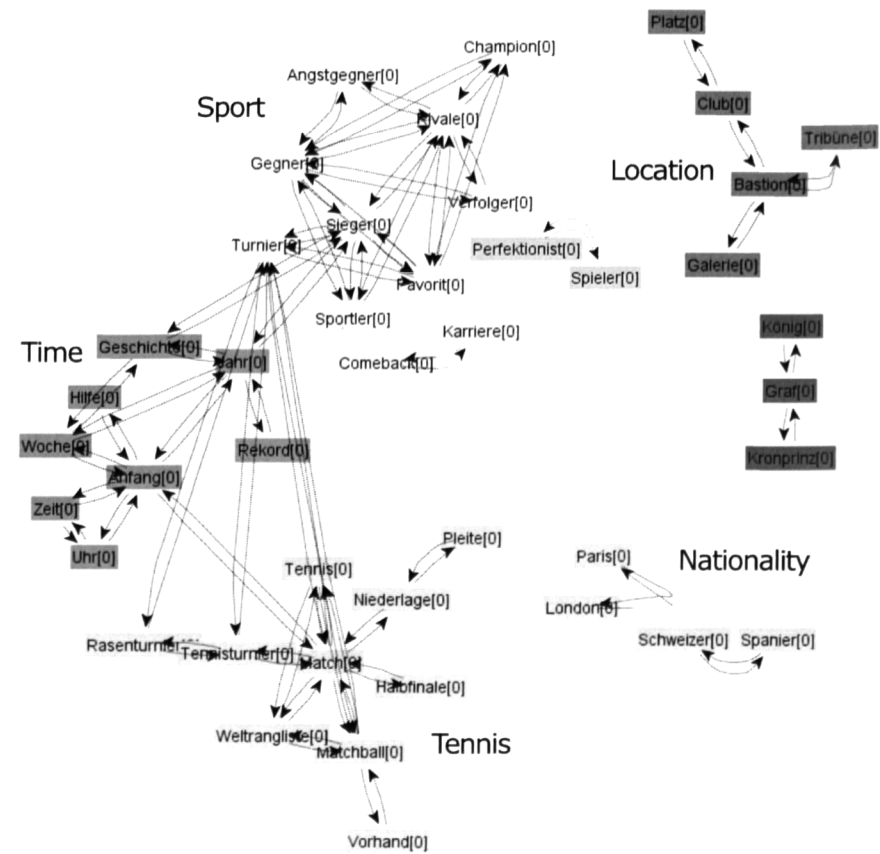 Platz[0]
Champion[0]
Angstgegner[0]
Sport
Club[0]
Rivale[0]
Tribüne[0]
Gegner[0]
Location
Bastion[0]
Verfolger[0]
Sieger[0]
Turnier[0]
Perfektionist[0]
Galerie[0]
Spieler[0]
Favorit[0]
Sportler[0]
Karriere[0]
König[0]
Geschichte[0]
Time
Jahr[0]
Comeback[0]
Graf[0]
Hilfe[0]
Woche[0]
Rekord[0]
Kronprinz[0]
Anfang[0]
Zeit[0]
Pleite[0]
Uhr[0]
Paris[0]
Nationality
Tennis[0]
Niederlage[0]
London[0]
Schweizer[0]
Spanier[0]
Rasenturnier[0]
Tennisturnier[0]
Match[0]
Halbfinale[0]
Weltrangliste[0]
Tennis
Matchball[0]
Vorhand[0]